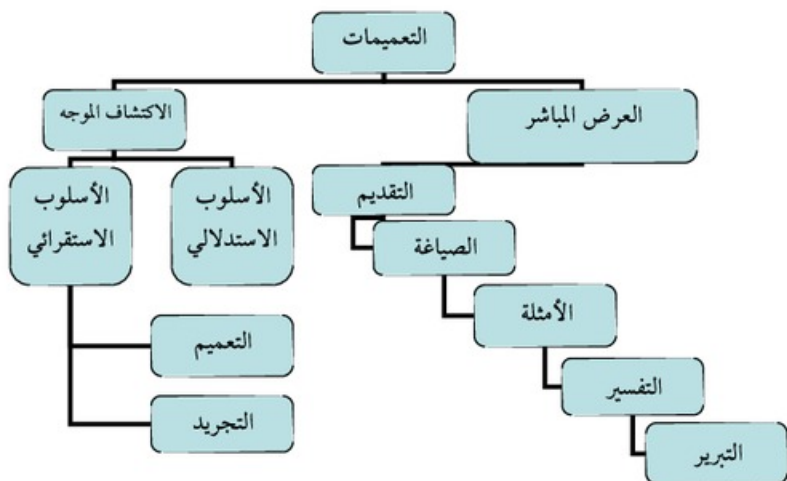 التعميمات
العرض المباشر
الاكتشاف الموجه
التقديم
الأسلوب
الاستدلالي
الأسلوب
الاستقرائي
الصياغة
الأمثلة
التعميم
التفسير
التجريد
التبرير